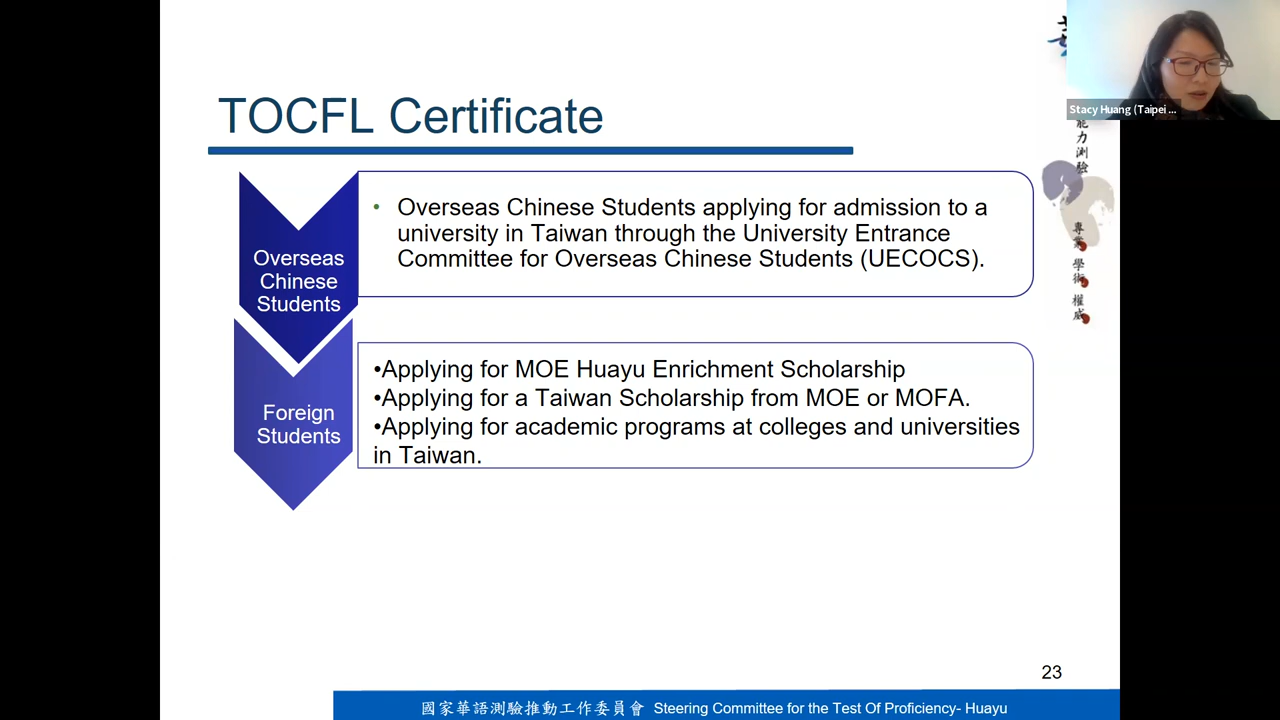 TOCFL Certificate
Stacy Huang (Taipei ...
能力測驗
專業 學術 權威
Overseas
Chinese
Students
• Overseas Chinese Students applying for admission to a
university in Taiwan through the University Entrance
Committee for Overseas Chinese Students (UECOCS).
Foreign
Students
•Applying for MOE Huayu Enrichment Scholarship
•Applying for a Taiwan Scholarship from MOE or MOFA.
•Applying for academic programs at colleges and universities
in Taiwan.
23
國家華語測驗推動工作委員會 Steering Committee for the Test Of Proficiency- Huayu